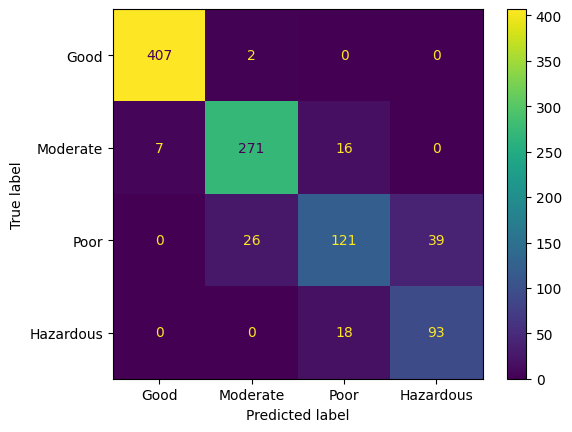 True label
Good 407 2 0 0
Moderate 7 271 16 0
Poor 0 26 121 39
Hazardous 0 0 18 93
Good Moderate Poor Hazardous
Predicted label
400
350
300
250
200
150
100
50
0